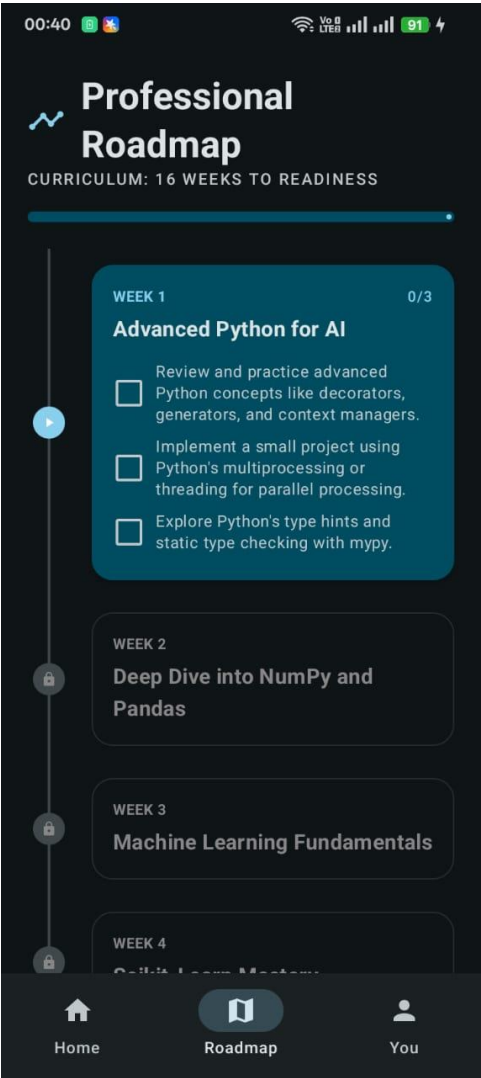 00:40
Vo LTE
91
Professional
Roadmap
CURRICULUM: 16 WEEKS TO READINESS
WEEK 1
0/3
Advanced Python for AI
Review and practice advanced
Python concepts like decorators,
generators, and context managers.
Implement a small project using
Python's multiprocessing or
threading for parallel processing.
Explore Python's type hints and
static type checking with mypy.
WEEK 2
Deep Dive into NumPy and
Pandas
WEEK 3
Machine Learning Fundamentals
WEEK 4
Home
Roadmap
You